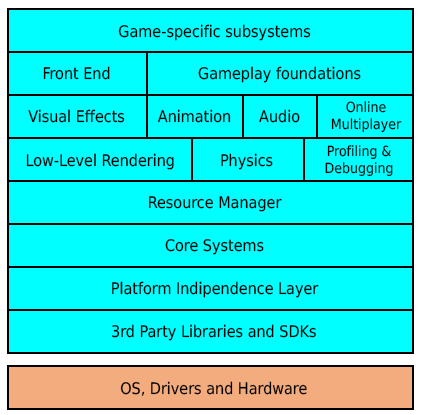 Game-specific subsystems
Front End
Gameplay foundations
Visual Effects
Animation
Audio
Online
Multiplayer
Low-Level Rendering
Physics
Profiling &
Debugging
Resource Manager
Core Systems
Platform Indipendence Layer
3rd Party Libraries and SDKs
OS, Drivers and Hardware